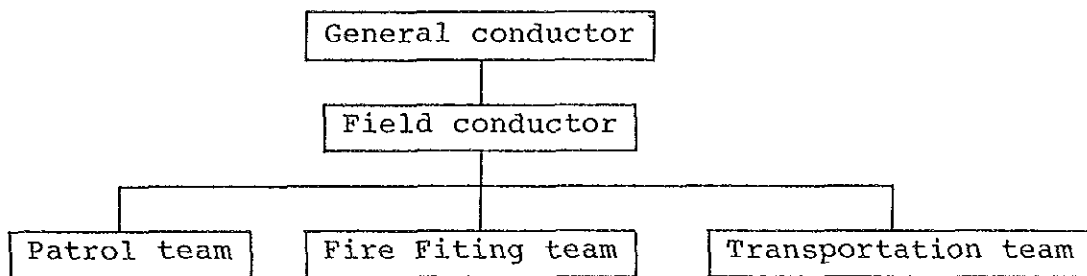 General conductor
Field conductor
Patrol team
Fire Fiting team
Transportation team